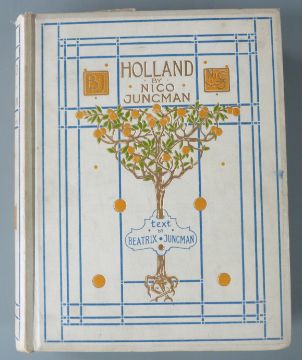 HOLLAND
BY
NICO
JUNGMAN
text
BY
BEATRIX • JUNGMAN